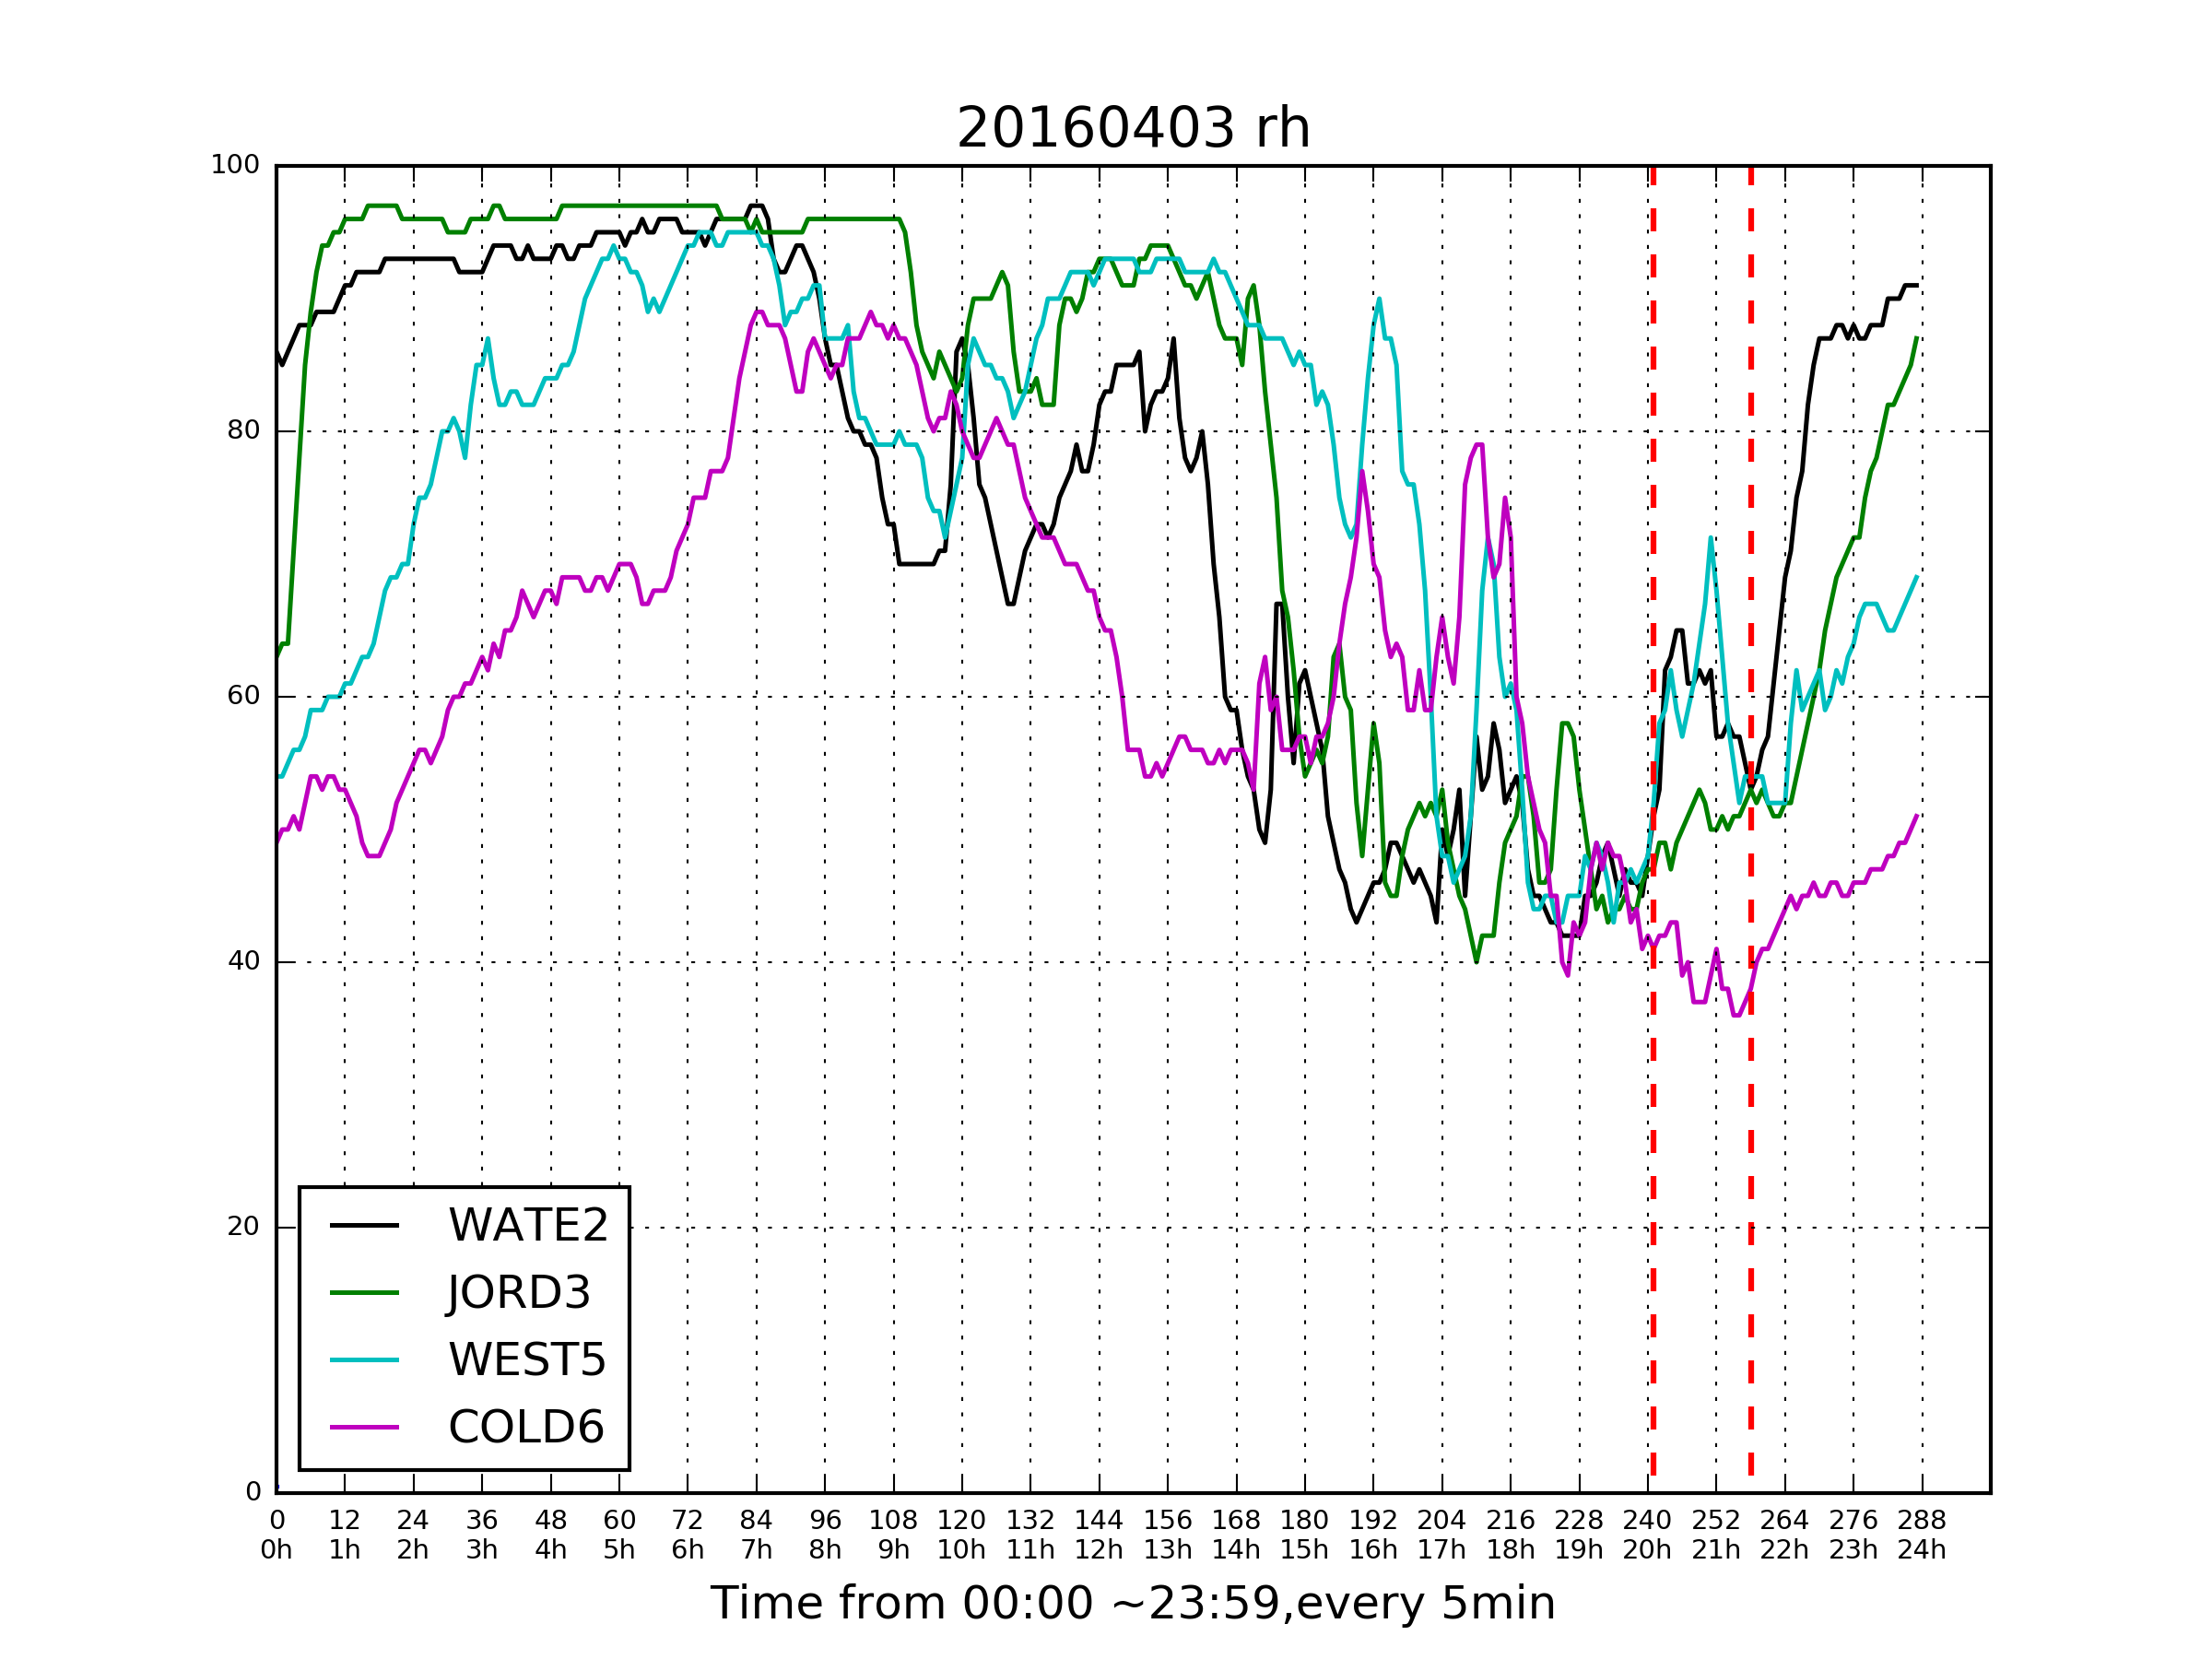 20160403 rh
100
80
60
40
20
0
WATE2
JORD3
WEST5
COLD6
0 12 24 36 48 60 72 84 96 108 120 132 144 156 168 180 192 204 216 228 240 252 264 276 288
0h 1h 2h 3h 4h 5h 6h 7h 8h 9h 10h 11h 12h 13h 14h 15h 16h 17h 18h 19h 20h 21h 22h 23h 24h
Time from 00:00 ~23:59,every 5min